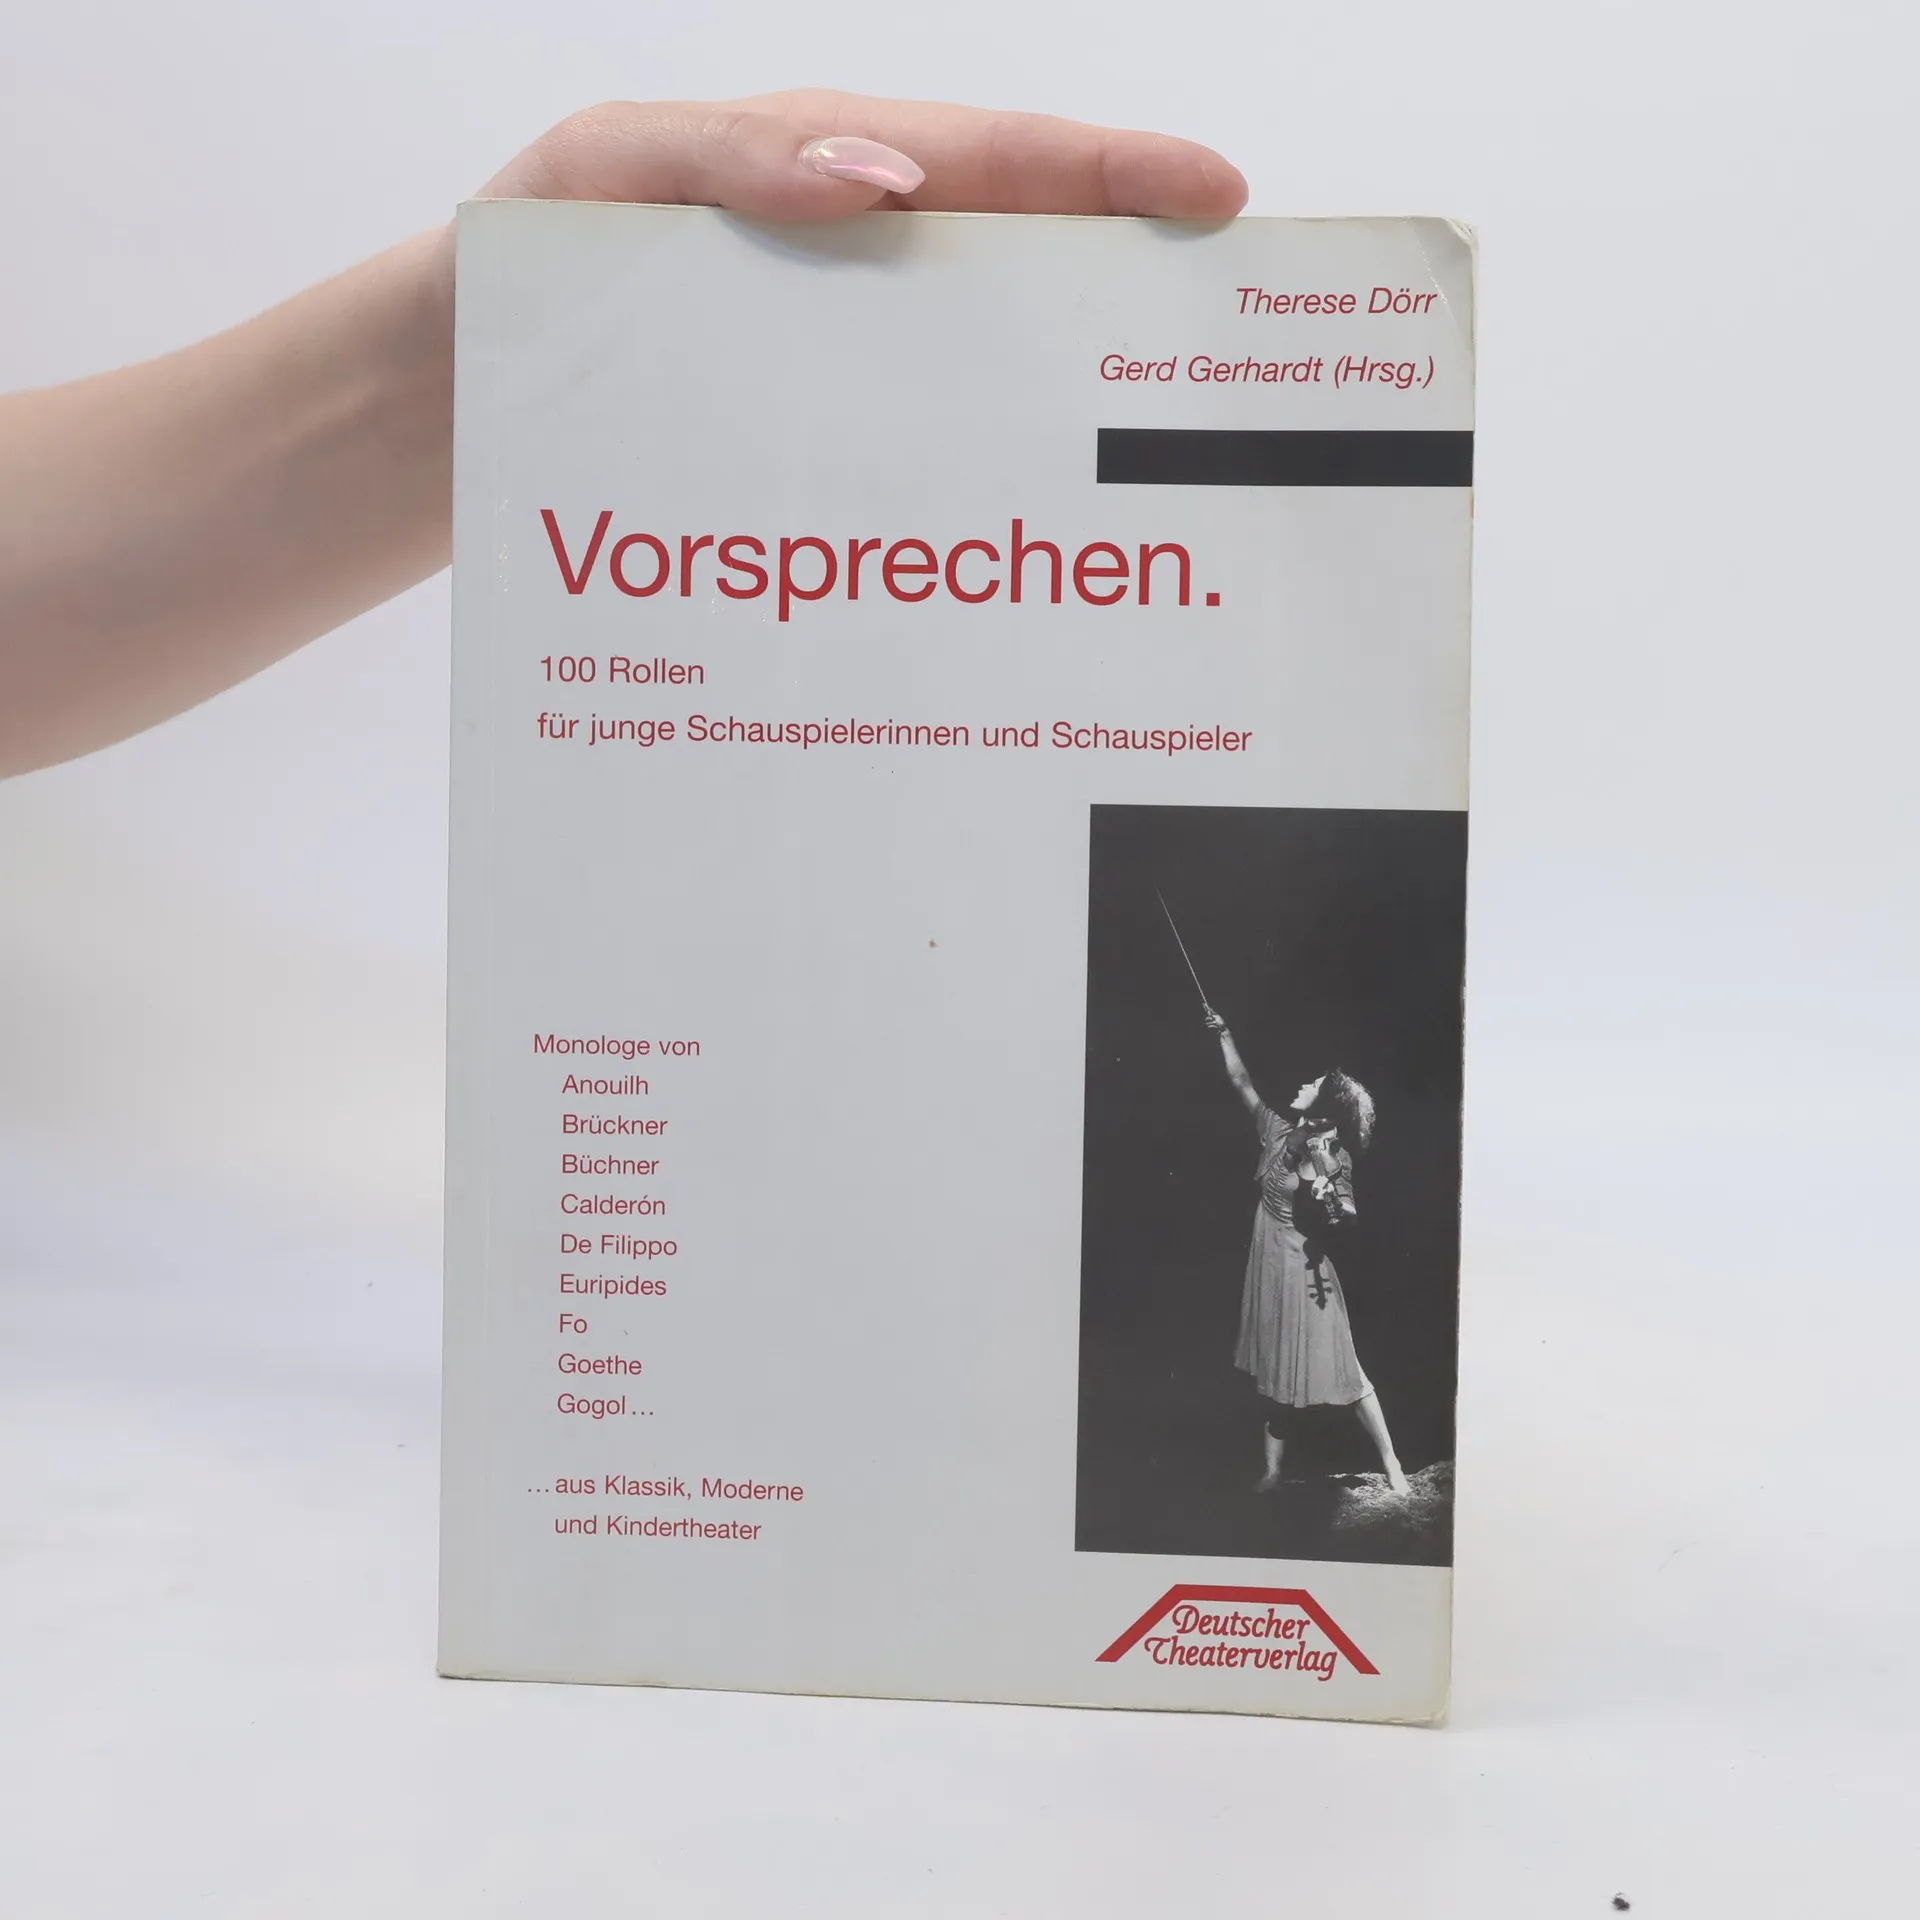 Therese Dörr
Gerd Gerhardt (Hrsg.)
Vorsprechen.
100 Rollen
für junge Schauspielerinnen und Schauspieler
Monologe von
Anouilh
Brückner
Büchner
Calderón
De Filippo
Euripides
Fo
Goethe
Gogol...
...aus Klassik, Moderne
und Kindertheater
Deutscher
Theaterverlag